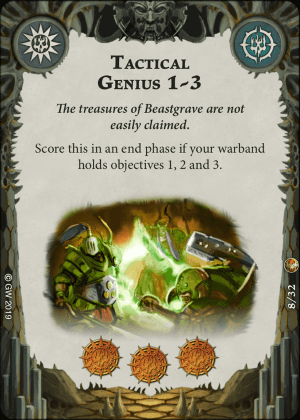 Tactical
Genius 1-3
The treasures of Beastgrave are not
easily claimed.
Score this in an end phase if your warband
holds objectives 1, 2 and 3.
© GW 2019
8/32